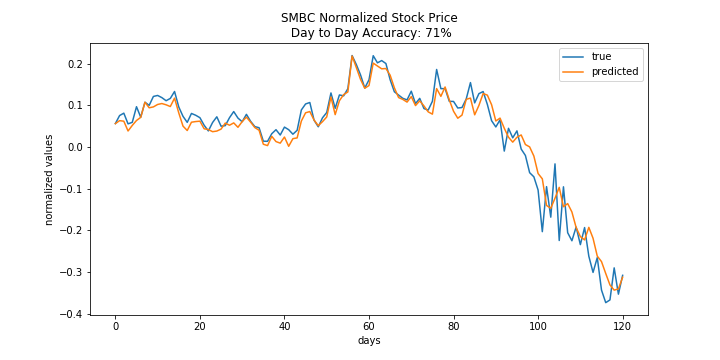 SMBC Normalized Stock Price
Day to Day Accuracy: 71%
true
predicted
normalized values
0.2
0.1
0.0
−0.1
−0.2
−0.3
−0.4
0 20 40 60 80 100 120
days